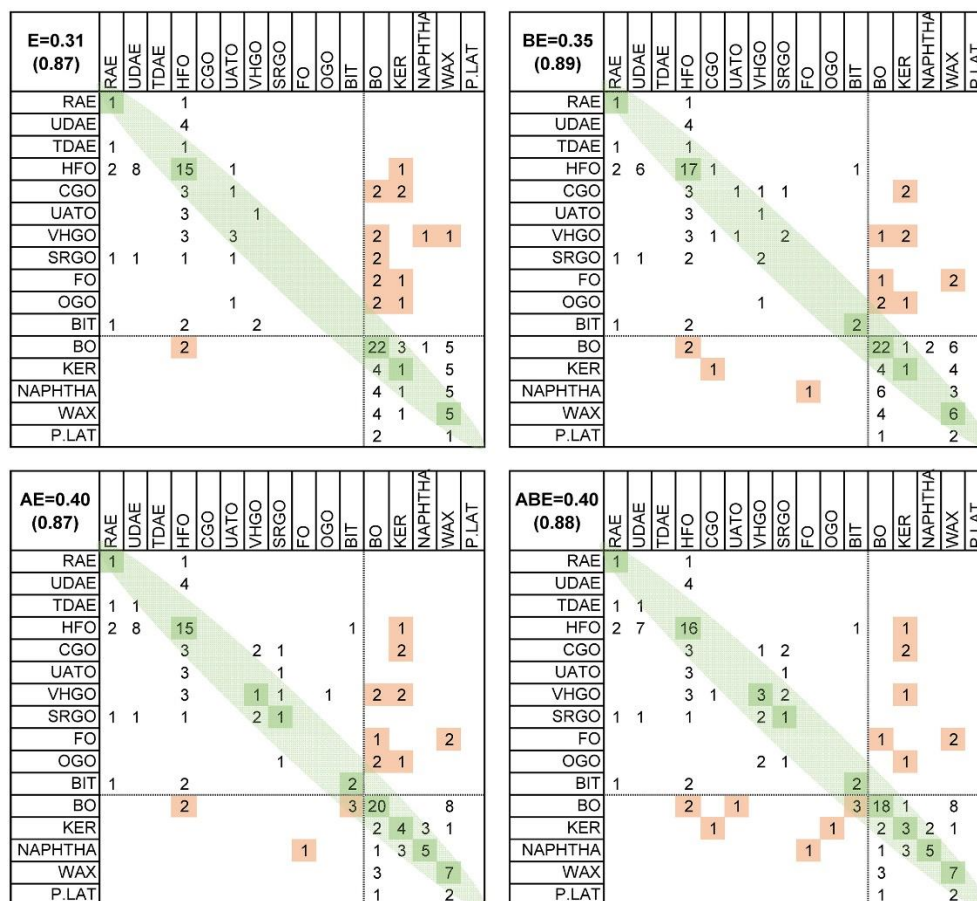 E=0.31
(0.87)
RAE UDAE TDAE HFO CGO UATO VHGO SRGO FO OGO BIT BO KER NAPHTHA WAX P.LAT
RAE 1 1
UDAE 4
TDAE 1 1
HFO 2 8 15 1 1
CGO 3 1 2 2
UATO 3 1
VHGO 3 3 2 1 1
SRGO 1 1 1 1 2
FO 2 1
OGO 1 2 1
BIT 1 2 2
BO 2 22 3 1 5
KER 4 1 5
NAPHTHA 4 1 5
WAX 4 1 5
P.LAT 2 1
BE=0.35
(0.89)
RAE UDAE TDAE HFO CGO UATO VHGO SRGO FO OGO BIT BO KER NAPHTHA WAX P.LAT
RAE 1 1
UDAE 4
TDAE 1 1
HFO 2 6 17 1 1
CGO 3 1 1 1 2
UATO 3 1
VHGO 3 1 1 2 1 2
SRGO 1 1 2 2
FO 1 2
OGO 1 2 1
BIT 1 2 2
BO 2 22 1 2 6
KER 1 4 1 4
NAPHTHA 1 6 3
WAX 4 6
P.LAT 1 2
AE=0.40
(0.87)
RAE UDAE TDAE HFO CGO UATO VHGO SRGO FO OGO BIT BO KER NAPHTHA WAX P.LAT
RAE 1 1
UDAE 4
TDAE 1 1
HFO 2 8 15 1 1
CGO 3 2 1 2
UATO 3 1
VHGO 3 1 1 1 2 2
SRGO 1 1 1 2 1
FO 1 2
OGO 1 2 1
BIT 1 2 2
BO 2 3 20 8
KER 2 4 3 1
NAPHTHA 1 1 3 5
WAX 3 7
P.LAT 1 2
ABE=0.40
(0.88)
RAE UDAE TDAE HFO CGO UATO VHGO SRGO FO OGO BIT BO KER NAPHTHA WAX P.LAT
RAE 1 1
UDAE 4
TDAE 1 1
HFO 2 7 16 1 1
CGO 3 1 2 2
UATO 3 1
VHGO 3 1 3 2 1
SRGO 1 1 1 2 1
FO 1 2
OGO 2 1 1
BIT 1 2 2
BO 2 1 3 18 1 8
KER 1 1 2 3 2 1
NAPHTHA 1 1 3 5
WAX 3 7
P.LAT 1 2